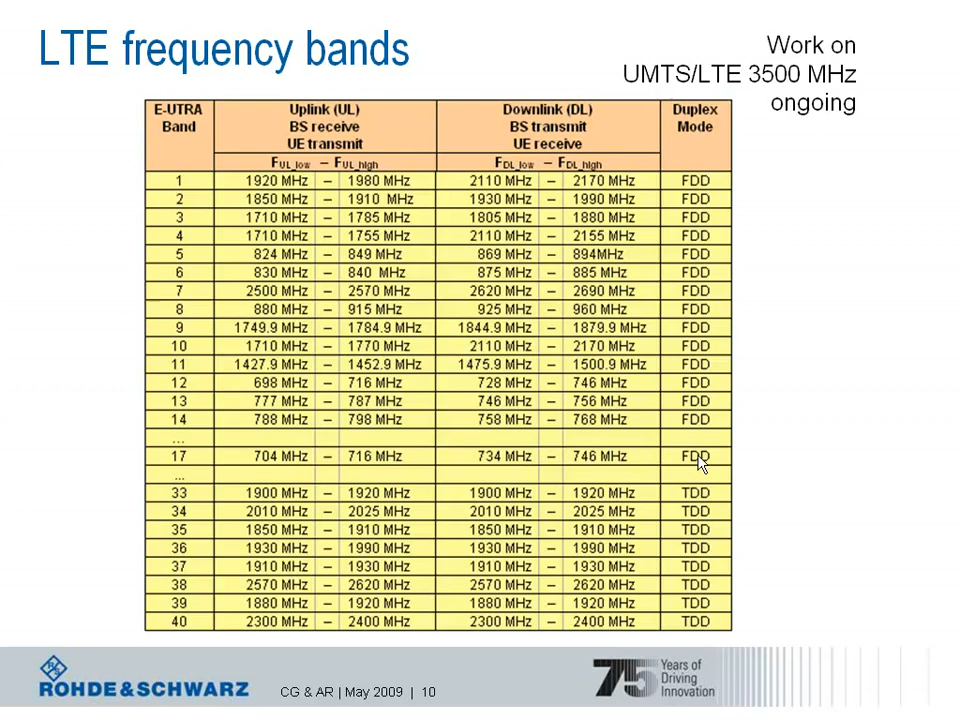 LTE frequency bands
Work on
UMTS/LTE 3500 MHz
ongoing
E-UTRA Band Uplink (UL) BS receive UE transmit Downlink (DL) BS transmit UE receive Duplex Mode
FUL_low – FUL_high FDL_low – FDL_high
1 1920 MHz – 1980 MHz 2110 MHz – 2170 MHz FDD
2 1850 MHz – 1910 MHz 1930 MHz – 1990 MHz FDD
3 1710 MHz – 1785 MHz 1805 MHz – 1880 MHz FDD
4 1710 MHz – 1755 MHz 2110 MHz – 2155 MHz FDD
5 824 MHz – 849 MHz 869 MHz – 894MHz FDD
6 830 MHz – 840 MHz 875 MHz – 885 MHz FDD
7 2500 MHz – 2570 MHz 2620 MHz – 2690 MHz FDD
8 880 MHz – 915 MHz 925 MHz – 960 MHz FDD
9 1749.9 MHz – 1784.9 MHz 1844.9 MHz – 1879.9 MHz FDD
10 1710 MHz – 1770 MHz 2110 MHz – 2170 MHz FDD
11 1427.9 MHz – 1452.9 MHz 1475.9 MHz – 1500.9 MHz FDD
12 698 MHz – 716 MHz 728 MHz – 746 MHz FDD
13 777 MHz – 787 MHz 746 MHz – 756 MHz FDD
14 788 MHz – 798 MHz 758 MHz – 768 MHz FDD
...
17 704 MHz – 716 MHz 734 MHz – 746 MHz FDD
...
33 1900 MHz – 1920 MHz 1900 MHz – 1920 MHz TDD
34 2010 MHz – 2025 MHz 2010 MHz – 2025 MHz TDD
35 1850 MHz – 1910 MHz 1850 MHz – 1910 MHz TDD
36 1930 MHz – 1990 MHz 1930 MHz – 1990 MHz TDD
37 1910 MHz – 1930 MHz 1910 MHz – 1930 MHz TDD
38 2570 MHz – 2620 MHz 2570 MHz – 2620 MHz TDD
39 1880 MHz – 1920 MHz 1880 MHz – 1920 MHz TDD
40 2300 MHz – 2400 MHz 2300 MHz – 2400 MHz TDD
R&S
ROHDE & SCHWARZ
CG & AR | May 2009 | 10
75 Years of
Driving
Innovation